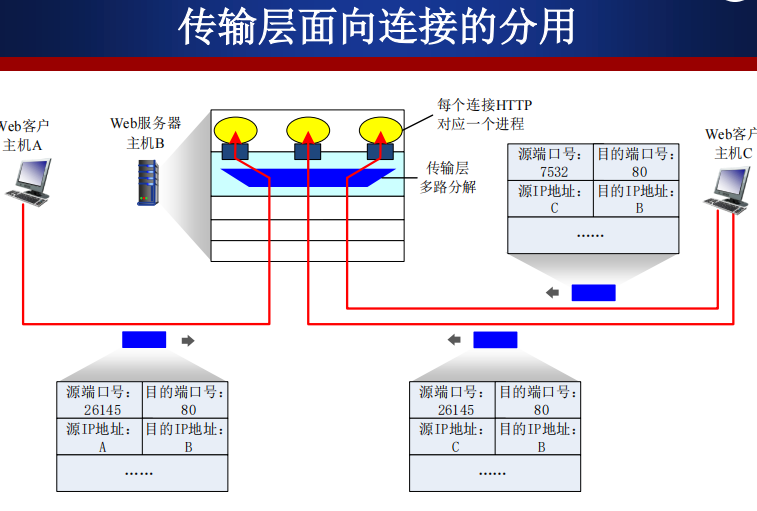 传输层面向连接的分用
每个连接HTTP
对应一个进程
Web客户
主机A
Web服务器
主机B
传输层
多路分解
Web客户
主机C
源端口号：
7532
目的端口号：
80
源IP地址：
C
目的IP地址：
B
……
源端口号：
26145
目的端口号：
80
源IP地址：
A
目的IP地址：
B
……
源端口号：
26145
目的端口号：
80
源IP地址：
C
目的IP地址：
B
……